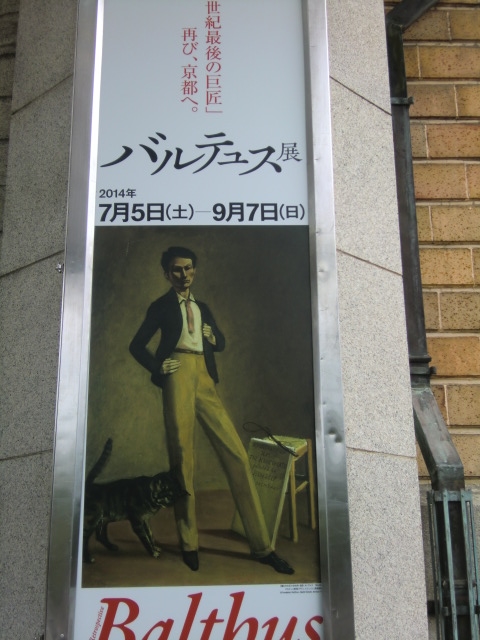 世紀最後の巨匠」
再び、京都へ。
バルテュス展
2014年
7月5日(土)―9月7日(日)
Balthus